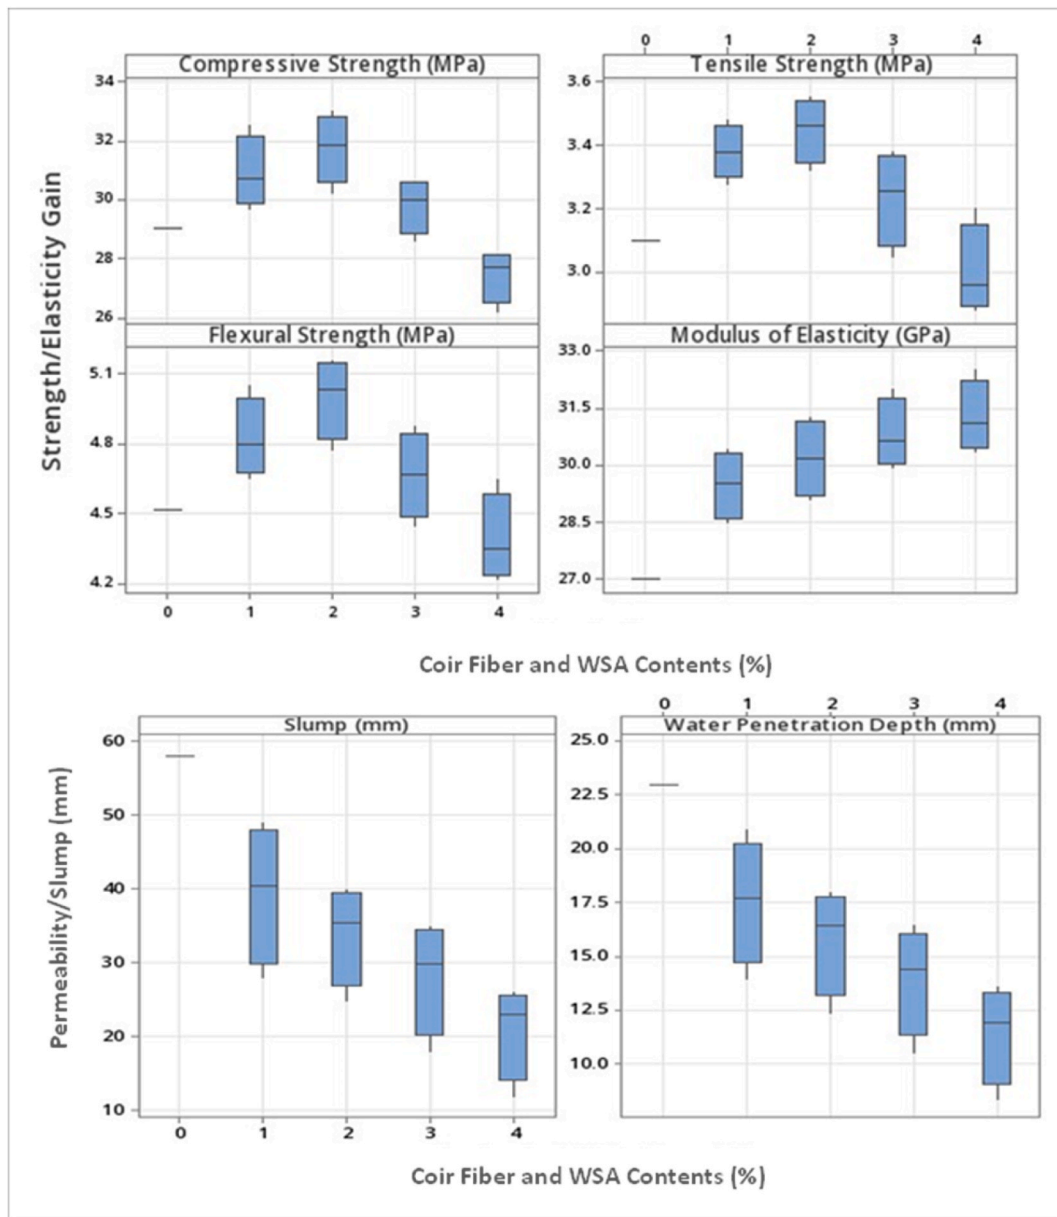 0 1 2 3 4
Compressive Strength (MPa) Tensile Strength (MPa)
34 3.6
32 3.4
30 3.2
28 3.0
26
Strength/Elasticity Gain
Flexural Strength (MPa) Modulus of Elasticity (GPa)
33.0
5.1 31.5
4.8 30.0
4.5 28.5
4.2 27.0
0 1 2 3 4
Coir Fiber and WSA Contents (%)
0 1 2 3 4
Slump (mm) Water Penetration Depth (mm)
60 25.0
50 22.5
40 20.0
30 17.5
20 15.0
10 12.5
10.0
Permeability/Slump (mm)
0 1 2 3 4
Coir Fiber and WSA Contents (%)